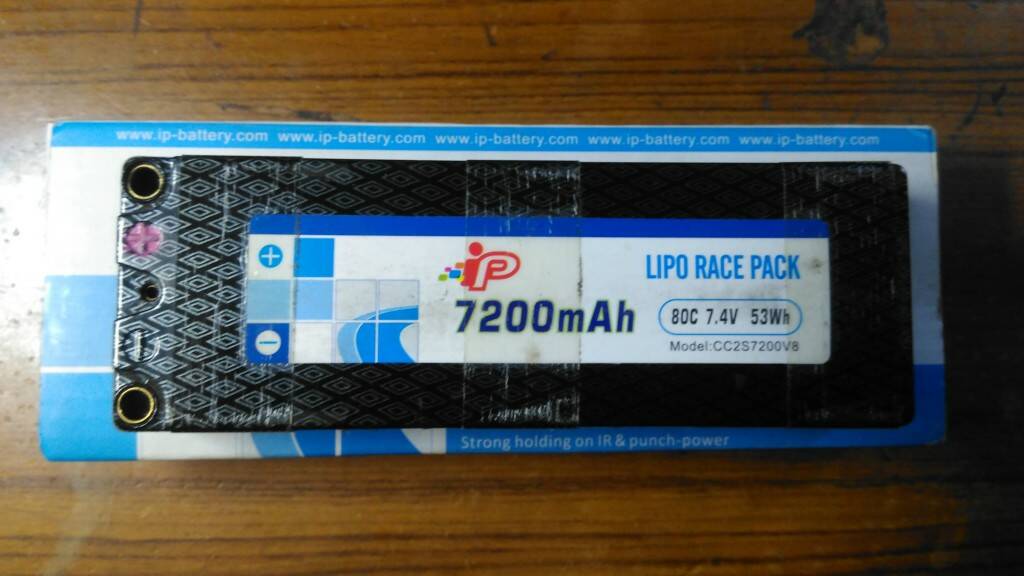 www.ip-battery.com www.ip-battery.com www.ip-battery.com www.ip-battery.com www.ip-battery.com
+
iP
LIPO RACE PACK
7200mAh
80C 7.4V 53Wh
Model:CC2S7200V8
−
Strong holding on IR & punch-power